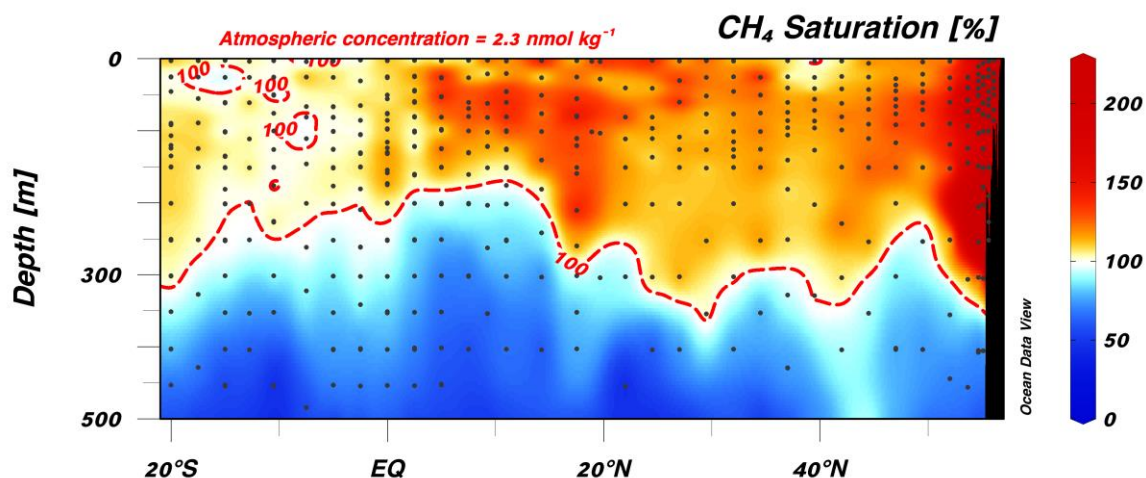 CH₄ Saturation [%]
Atmospheric concentration = 2.3 nmol kg⁻¹
0
300
500
Depth [m]
100
100
100
100
100
20°S
EQ
20°N
40°N
Ocean Data View
200
150
100
50
0